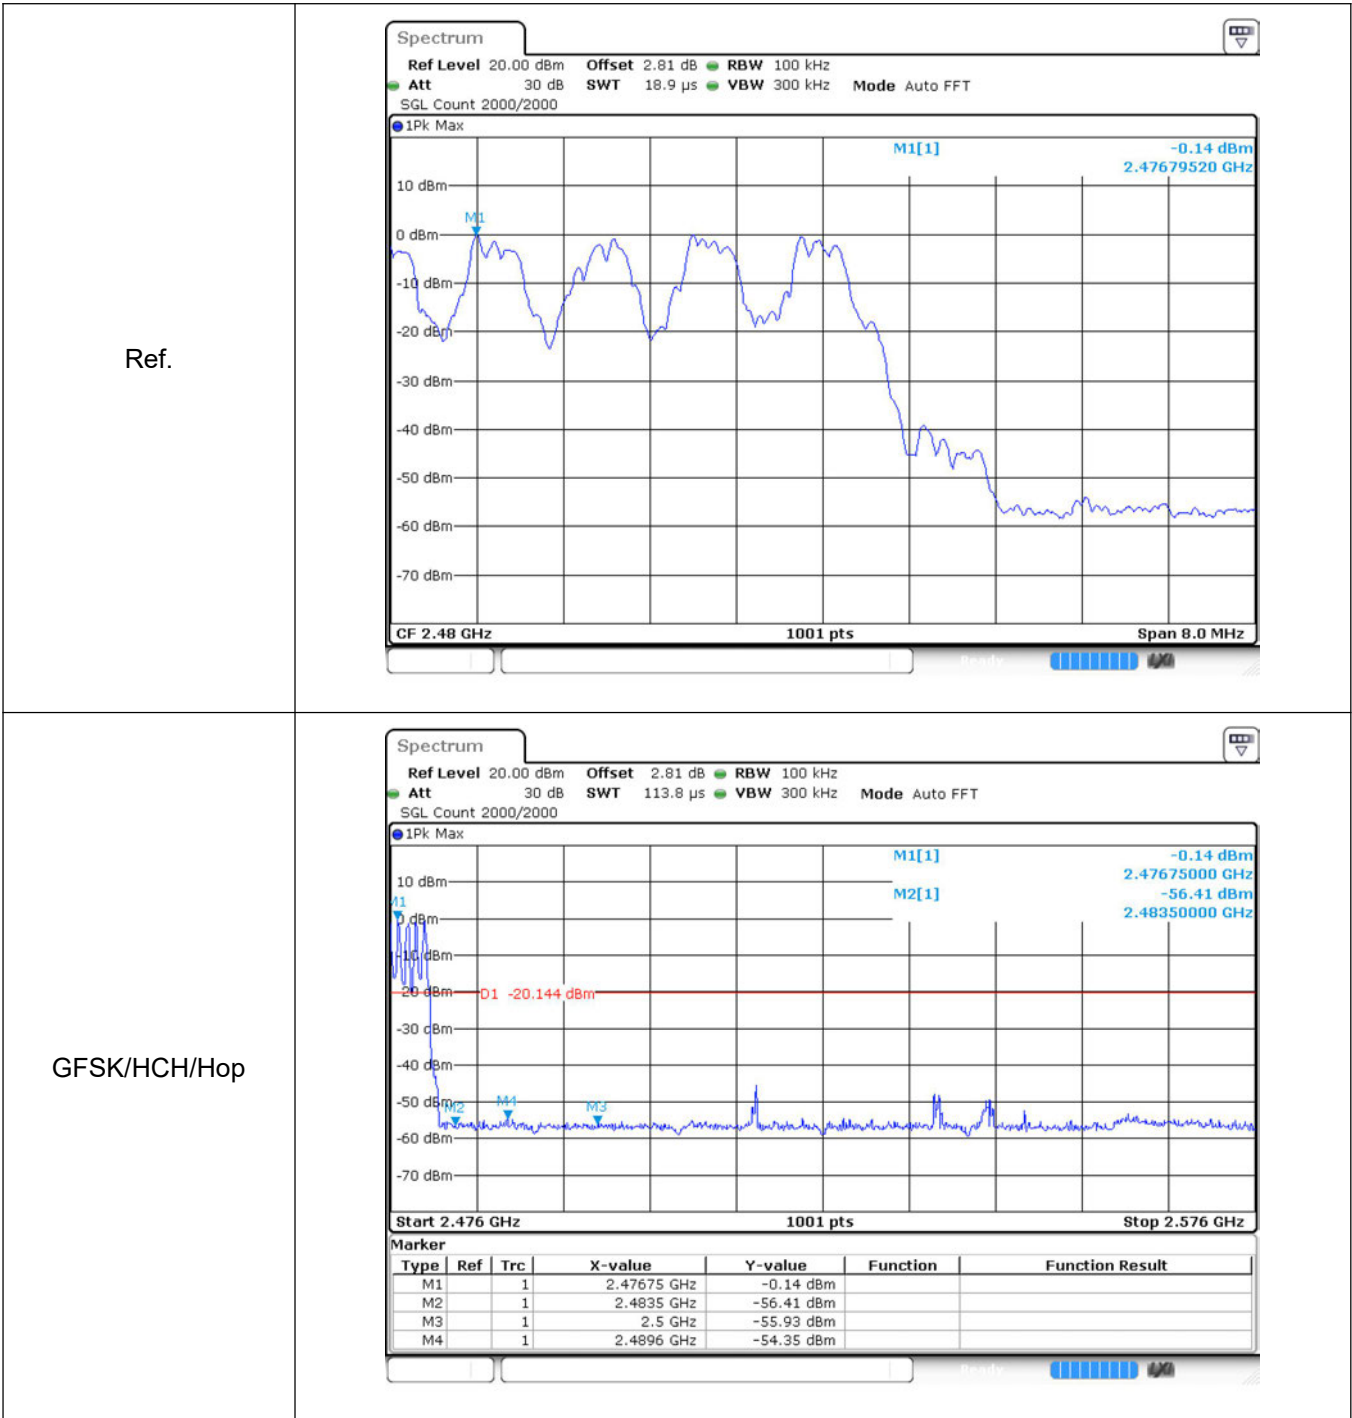 Ref.
Spectrum
Ref Level 20.00 dBm Offset 2.81 dB RBW 100 kHz
Att 30 dB SWT 18.9 µs VBW 300 kHz Mode Auto FFT
SGL Count 2000/2000
1Pk Max
M1[1] -0.14 dBm
2.47679520 GHz
10 dBm
M1
0 dBm
-10 dBm
-20 dBm
-30 dBm
-40 dBm
-50 dBm
-60 dBm
-70 dBm
CF 2.48 GHz 1001 pts Span 8.0 MHz
Ready
GFSK/HCH/Hop
Spectrum
Ref Level 20.00 dBm Offset 2.81 dB RBW 100 kHz
Att 30 dB SWT 113.8 µs VBW 300 kHz Mode Auto FFT
SGL Count 2000/2000
1Pk Max
M1[1] -0.14 dBm
2.47675000 GHz
M2[1] -56.41 dBm
2.48350000 GHz
10 dBm
M1
0 dBm
-10 dBm
-20 dBm D1 -20.144 dBm
-30 dBm
-40 dBm
-50 dBm
M2 M4 M3
-60 dBm
-70 dBm
Start 2.476 GHz 1001 pts Stop 2.576 GHz
Marker
Type Ref Trc X-value Y-value Function Function Result
M1 1 2.47675 GHz -0.14 dBm
M2 1 2.4835 GHz -56.41 dBm
M3 1 2.5 GHz -55.93 dBm
M4 1 2.4896 GHz -54.35 dBm
Ready